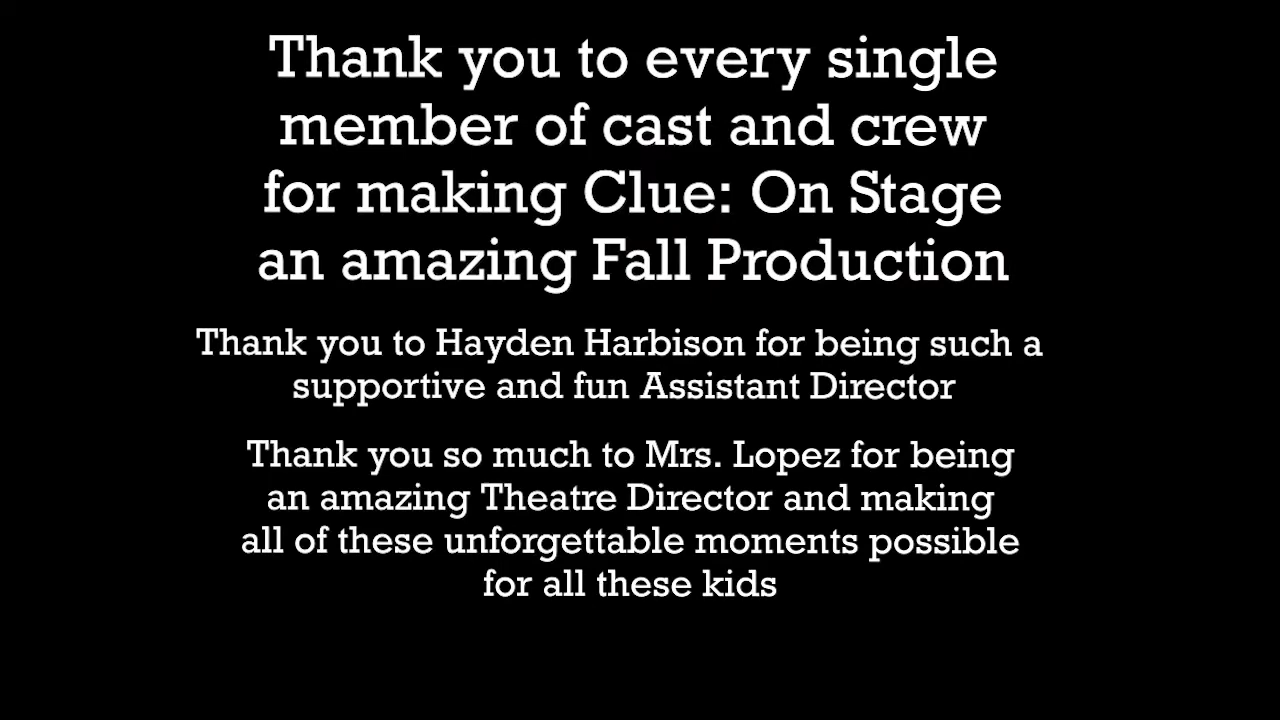 Thank you to every single
member of cast and crew
for making Clue: On Stage
an amazing Fall Production
Thank you to Hayden Harbison for being such a
supportive and fun Assistant Director
Thank you so much to Mrs. Lopez for being
an amazing Theatre Director and making
all of these unforgettable moments possible
for all these kids